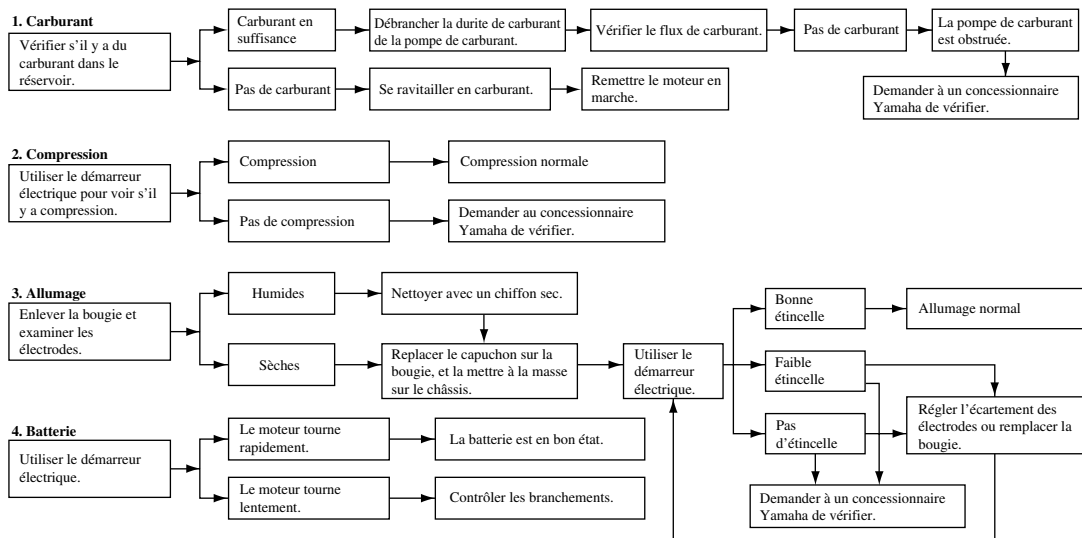 1. Carburant
Vérifier s'il y a du
carburant dans le
réservoir.
Carburant en
suffisance
Débrancher la durite de carburant
de la pompe de carburant.
Vérifier le flux de carburant.
Pas de carburant
La pompe de carburant
est obstruée.
Demander à un concessionnaire
Yamaha de vérifier.
Pas de carburant
Se ravitailler en carburant.
Remettre le moteur en
marche.
2. Compression
Utiliser le démarreur
électrique pour voir s'il
y a compression.
Compression
Compression normale
Pas de compression
Demander au concessionnaire
Yamaha de vérifier.
3. Allumage
Enlever la bougie et
examiner les
électrodes.
Humides
Nettoyer avec un chiffon sec.
Sèches
Replacer le capuchon sur la
bougie, et la mettre à la masse
sur le châssis.
Utiliser le
démarreur
électrique.
Bonne
étincelle
Allumage normal
Faible
étincelle
Pas
d'étincelle
Régler l'écartement des
électrodes ou remplacer la
bougie.
Demander à un concessionnaire
Yamaha de vérifier.
4. Batterie
Utiliser le démarreur
électrique.
Le moteur tourne
rapidement.
La batterie est en bon état.
Le moteur tourne
lentement.
Contrôler les branchements.